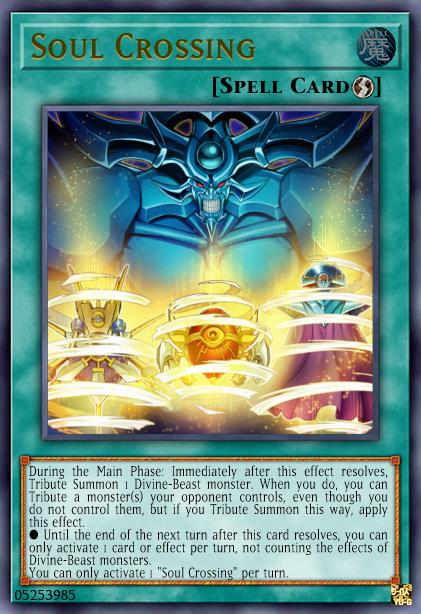 Soul Crossing
魔
[Spell Card]
During the Main Phase: Immediately after this effect resolves,
Tribute Summon 1 Divine-Beast monster. When you do, you can
Tribute a monster(s) your opponent controls, even though you
do not control them, but if you Tribute Summon this way, apply
this effect.
● Until the end of the next turn after this card resolves, you can
only activate 1 card or effect per turn, not counting the effects of
Divine-Beast monsters.
You can only activate 1 "Soul Crossing" per turn.
05253985